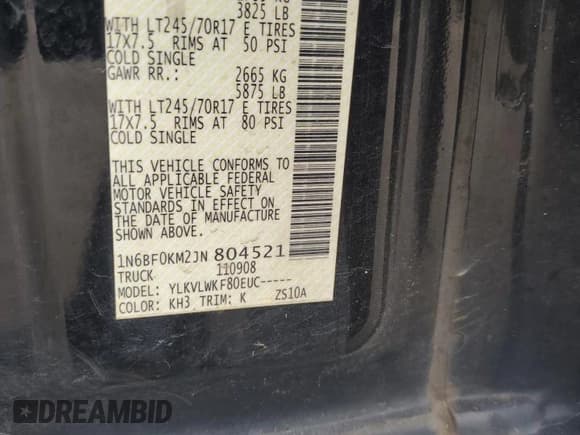 3825 LB
WITH LT245/70R17 E TIRES
17X7.5 RIMS AT 50 PSI
COLD SINGLE
GAWR RR.: 2665 KG
5875 LB
WITH LT245/70R17 E TIRES
17X7.5 RIMS AT 80 PSI
COLD SINGLE
THIS VEHICLE CONFORMS TO
ALL APPLICABLE FEDERAL
MOTOR VEHICLE SAFETY
STANDARDS IN EFFECT ON
THE DATE OF MANUFACTURE
SHOWN ABOVE.
1N6BF0KM2JN 804521
TRUCK 110908
MODEL: YLKVLWKF80EUC-----
COLOR: KH3 TRIM: K ZS10A
DREAMBID